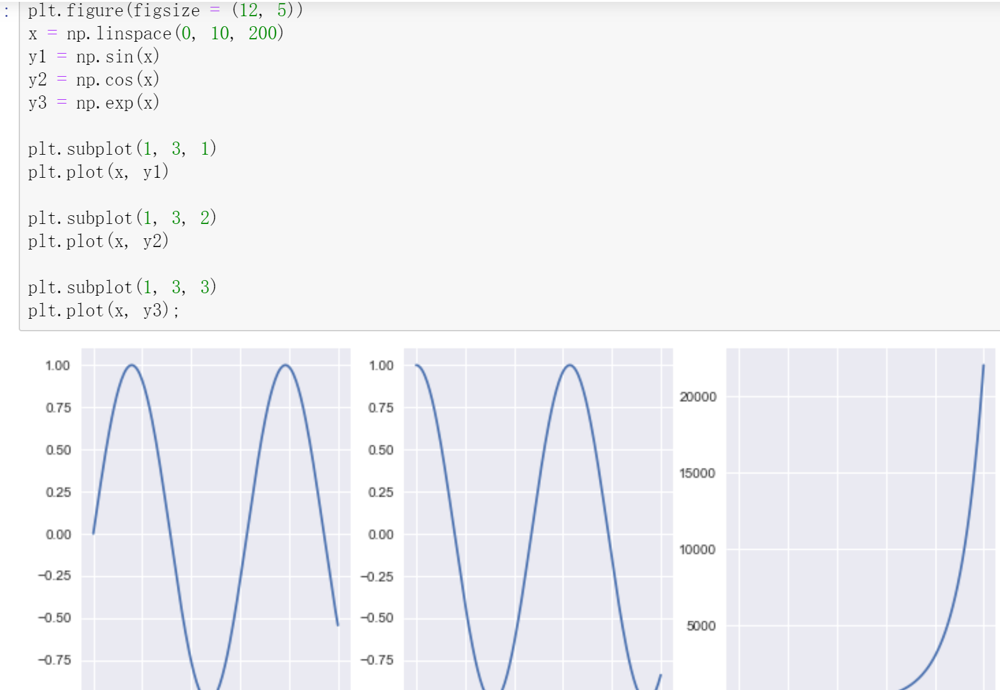 :
plt.figure(figsize = (12, 5))
x = np.linspace(0, 10, 200)
y1 = np.sin(x)
y2 = np.cos(x)
y3 = np.exp(x)
plt.subplot(1, 3, 1)
plt.plot(x, y1)
plt.subplot(1, 3, 2)
plt.plot(x, y2)
plt.subplot(1, 3, 3)
plt.plot(x, y3);
1.00
0.75
0.50
0.25
0.00
−0.25
−0.50
−0.75
1.00
0.75
0.50
0.25
0.00
−0.25
−0.50
−0.75
20000
15000
10000
5000